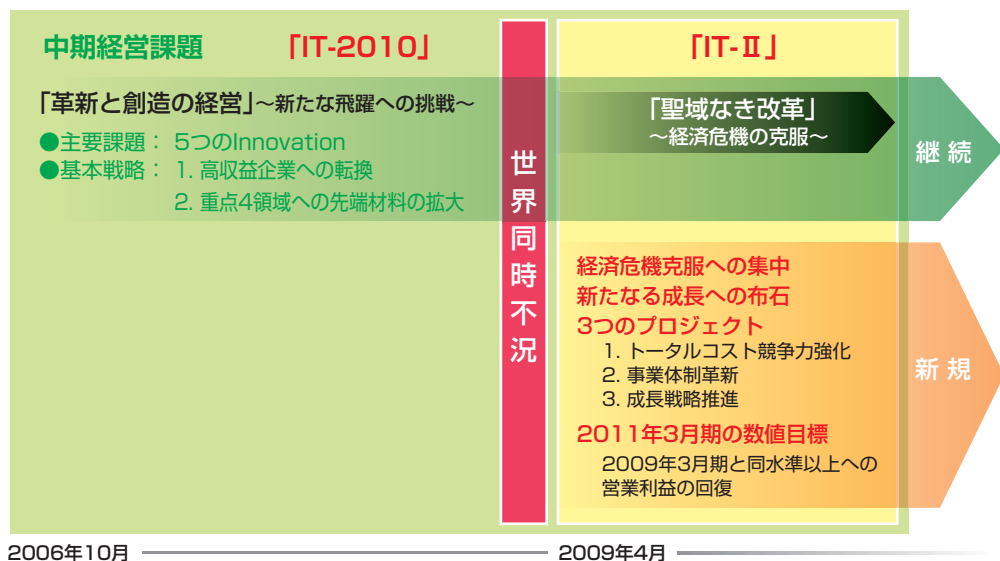 中期経営課題 「IT-2010」
「革新と創造の経営」~新たな飛躍への挑戦~
●主要課題： 5つのInnovation
●基本戦略： 1. 高収益企業への転換
2. 重点4領域への先端材料の拡大
世界同時不況
「IT-Ⅱ」
「聖域なき改革」
~経済危機の克服~
継続
経済危機克服への集中
新たなる成長への布石
3つのプロジェクト
1. トータルコスト競争力強化
2. 事業体制革新
3. 成長戦略推進
2011年3月期の数値目標
2009年3月期と同水準以上への
営業利益の回復
新規
2006年10月
2009年4月